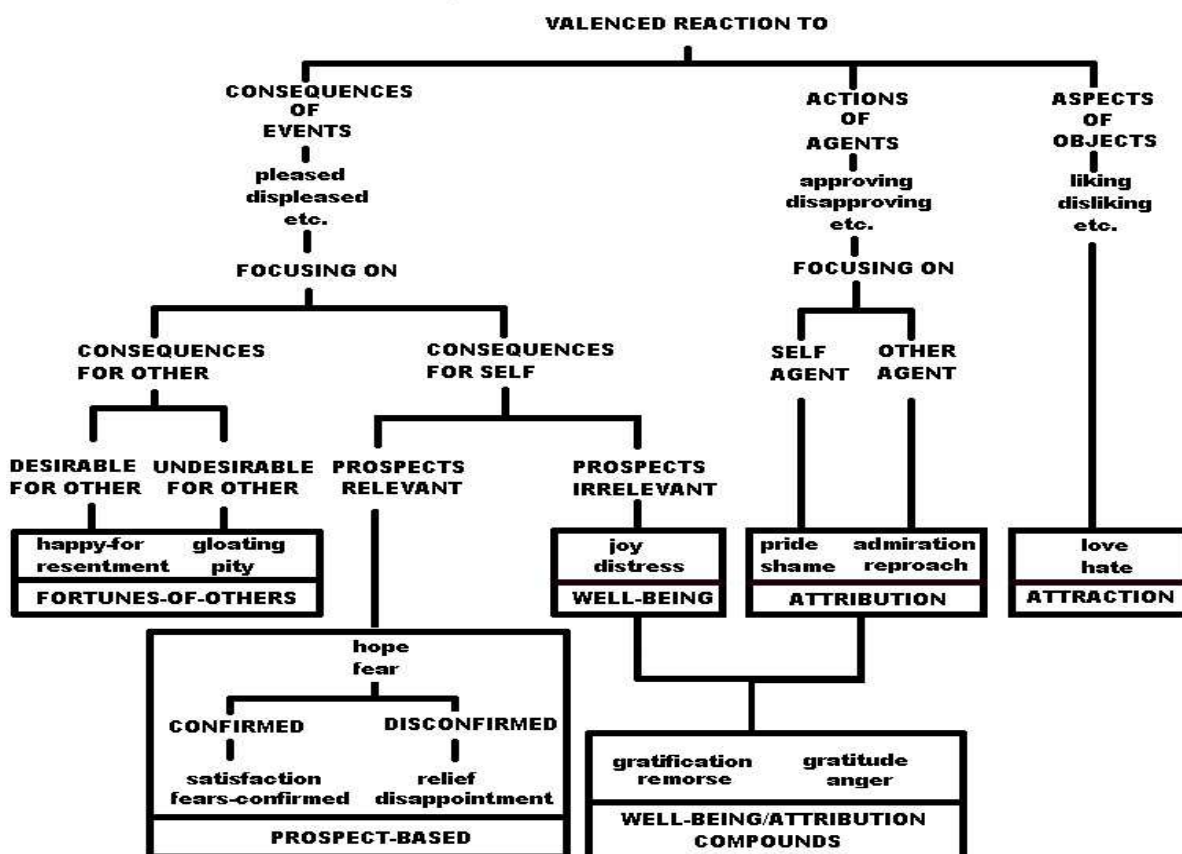 VALENCED REACTION TO
CONSEQUENCES
OF
EVENTS
pleased
displeased
etc.
FOCUSING ON
ACTIONS
OF
AGENTS
approving
disapproving
etc.
FOCUSING ON
ASPECTS
OF
OBJECTS
liking
disliking
etc.
CONSEQUENCES
FOR OTHER
CONSEQUENCES
FOR SELF
SELF
AGENT
OTHER
AGENT
DESIRABLE
FOR OTHER
UNDESIRABLE
FOR OTHER
PROSPECTS
RELEVANT
PROSPECTS
IRRELEVANT
happy-for
resentment
gloating
pity
FORTUNES-OF-OTHERS
joy
distress
WELL-BEING
pride
shame
admiration
reproach
ATTRIBUTION
love
hate
ATTRACTION
hope
fear
CONFIRMED
DISCONFIRMED
satisfaction
fears-confirmed
relief
disappointment
PROSPECT-BASED
gratification
remorse
gratitude
anger
WELL-BEING/ATTRIBUTION
COMPOUNDS